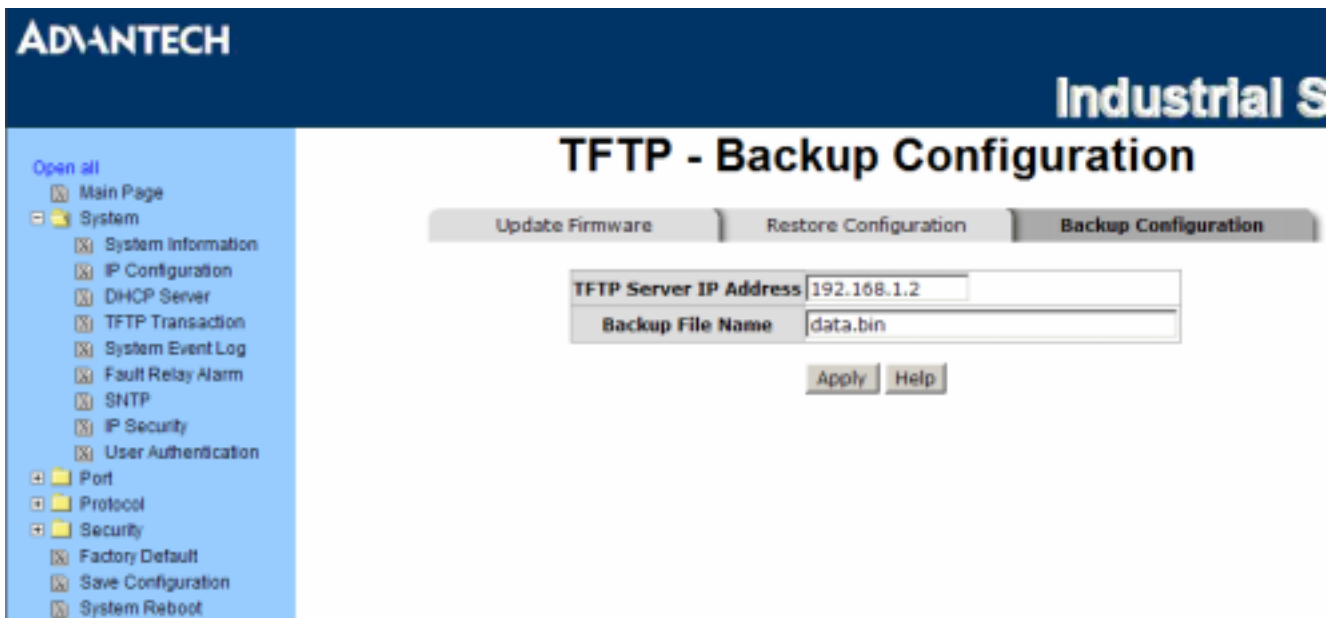 ADVANTECH
Industrial S
Open all
Main Page
System
System Information
IP Configuration
DHCP Server
TFTP Transaction
System Event Log
Fault Relay Alarm
SNTP
IP Security
User Authentication
Port
Protocol
Security
Factory Default
Save Configuration
System Reboot
TFTP - Backup Configuration
Update Firmware
Restore Configuration
Backup Configuration
TFTP Server IP Address 192.168.1.2
Backup File Name data.bin
Apply Help